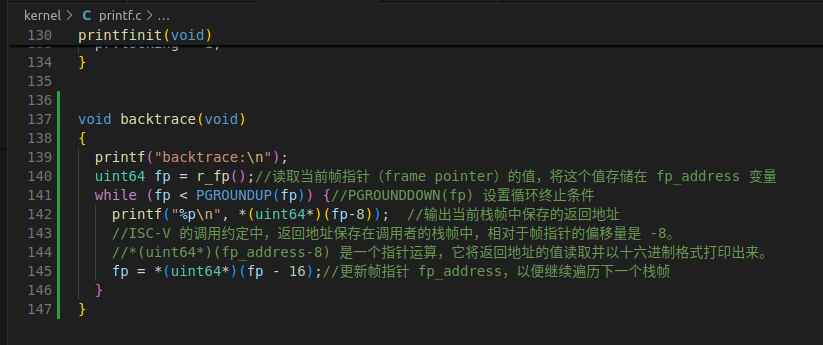 kernel > C printf.c > ...
130 printfinit(void)
134 }
135
136
137 void backtrace(void)
138 {
139 printf("backtrace:\n");
140 uint64 fp = r_fp();//读取当前帧指针（frame pointer）的值，将这个值存储在 fp_address 变量
141 while (fp < PGROUNDUP(fp)) {//PGROUNDDOWN(fp) 设置循环终止条件
142 printf("%p\n", *(uint64*)(fp-8)); //输出当前栈帧中保存的返回地址
143 //ISC-V 的调用约定中，返回地址保存在调用者的栈帧中，相对于帧指针的偏移量是 -8。
144 //*(uint64*)(fp_address-8) 是一个指针运算，它将返回地址的值读取并以十六进制格式打印出来。
145 fp = *(uint64*)(fp - 16);//更新帧指针 fp_address，以便继续遍历下一个栈帧
146 }
147 }